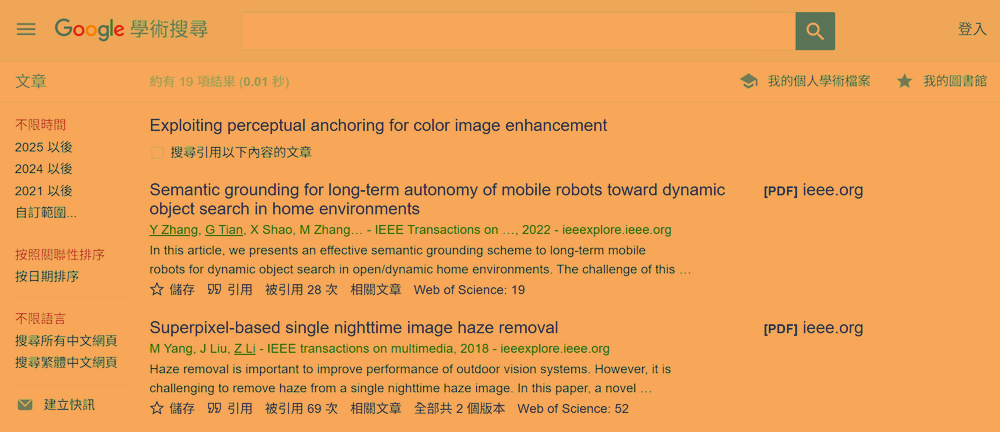 Google 學術搜尋
登入
文章
約有 19 項結果 (0.01 秒)
我的個人學術檔案
我的圖書館
不限時間
2025 以後
2024 以後
2021 以後
自訂範圍...
按照關聯性排序
按日期排序
不限語言
搜尋所有中文網頁
搜尋繁體中文網頁
建立快訊
Exploiting perceptual anchoring for color image enhancement
搜尋引用以下內容的文章
Semantic grounding for long-term autonomy of mobile robots toward dynamic
object search in home environments
[PDF] ieee.org
Y Zhang, G Tian, X Shao, M Zhang… - IEEE Transactions on …, 2022 - ieeexplore.ieee.org
In this article, we presents an effective semantic grounding scheme to long-term mobile
robots for dynamic object search in open/dynamic home environments. The challenge of this …
儲存 引用 被引用 28 次 相關文章 Web of Science: 19
Superpixel-based single nighttime image haze removal
[PDF] ieee.org
M Yang, J Liu, Z Li - IEEE transactions on multimedia, 2018 - ieeexplore.ieee.org
Haze removal is important to improve performance of outdoor vision systems. However, it is
challenging to remove haze from a single nighttime haze image. In this paper, a novel …
儲存 引用 被引用 69 次 相關文章 全部共 2 個版本 Web of Science: 52